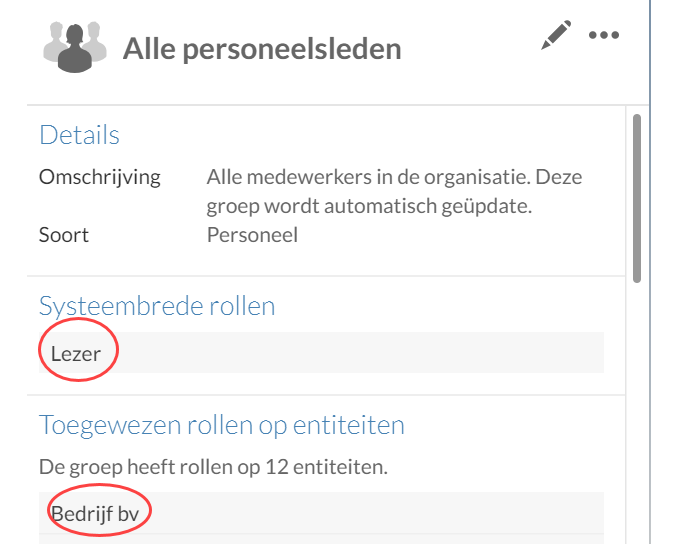 Alle personeelsleden
Details
Omschrijving Alle medewerkers in de organisatie. Deze
groep wordt automatisch geüpdate.
Soort Personeel
Systeembrede rollen
Lezer
Toegewezen rollen op entiteiten
De groep heeft rollen op 12 entiteiten.
Bedrijf bv